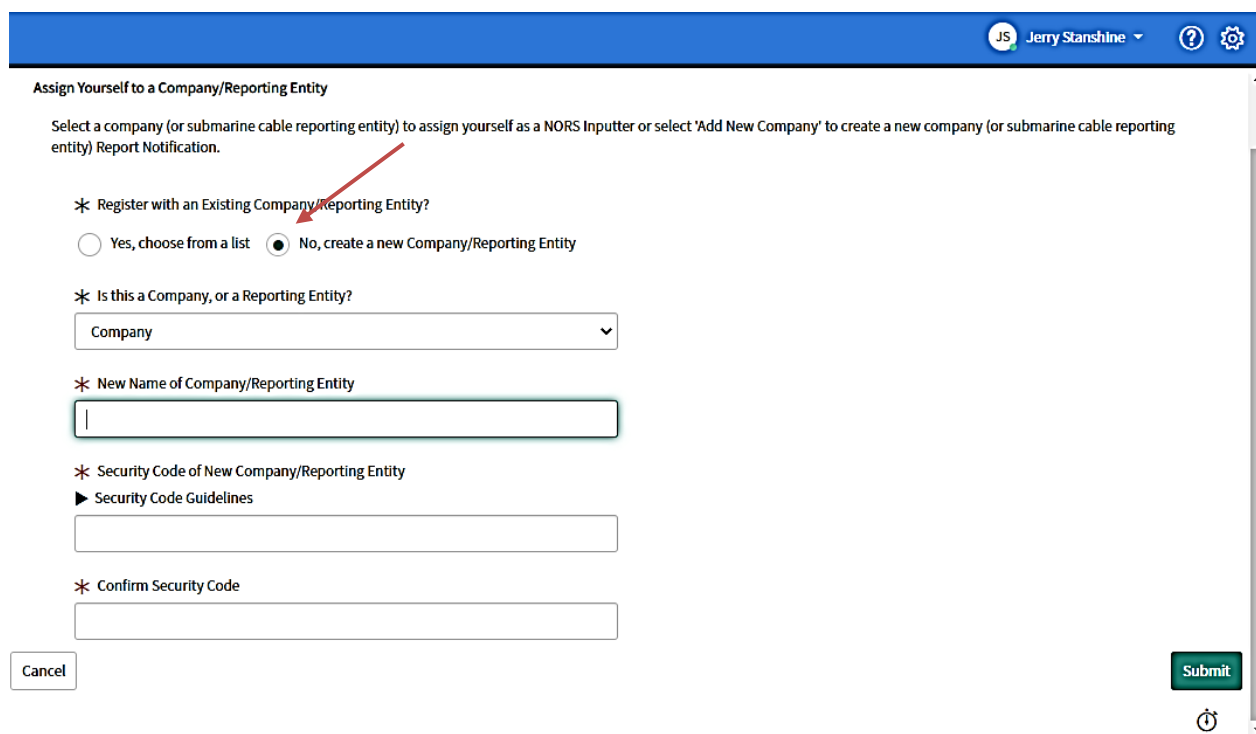 JS Jerry Stanshine
Assign Yourself to a Company/Reporting Entity
Select a company (or submarine cable reporting entity) to assign yourself as a NORS Inputter or select 'Add New Company' to create a new company (or submarine cable reporting
entity) Report Notification.
* Register with an Existing Company/Reporting Entity?
Yes, choose from a list No, create a new Company/Reporting Entity
* Is this a Company, or a Reporting Entity?
Company
* New Name of Company/Reporting Entity
* Security Code of New Company/Reporting Entity
Security Code Guidelines
* Confirm Security Code
Cancel Submit